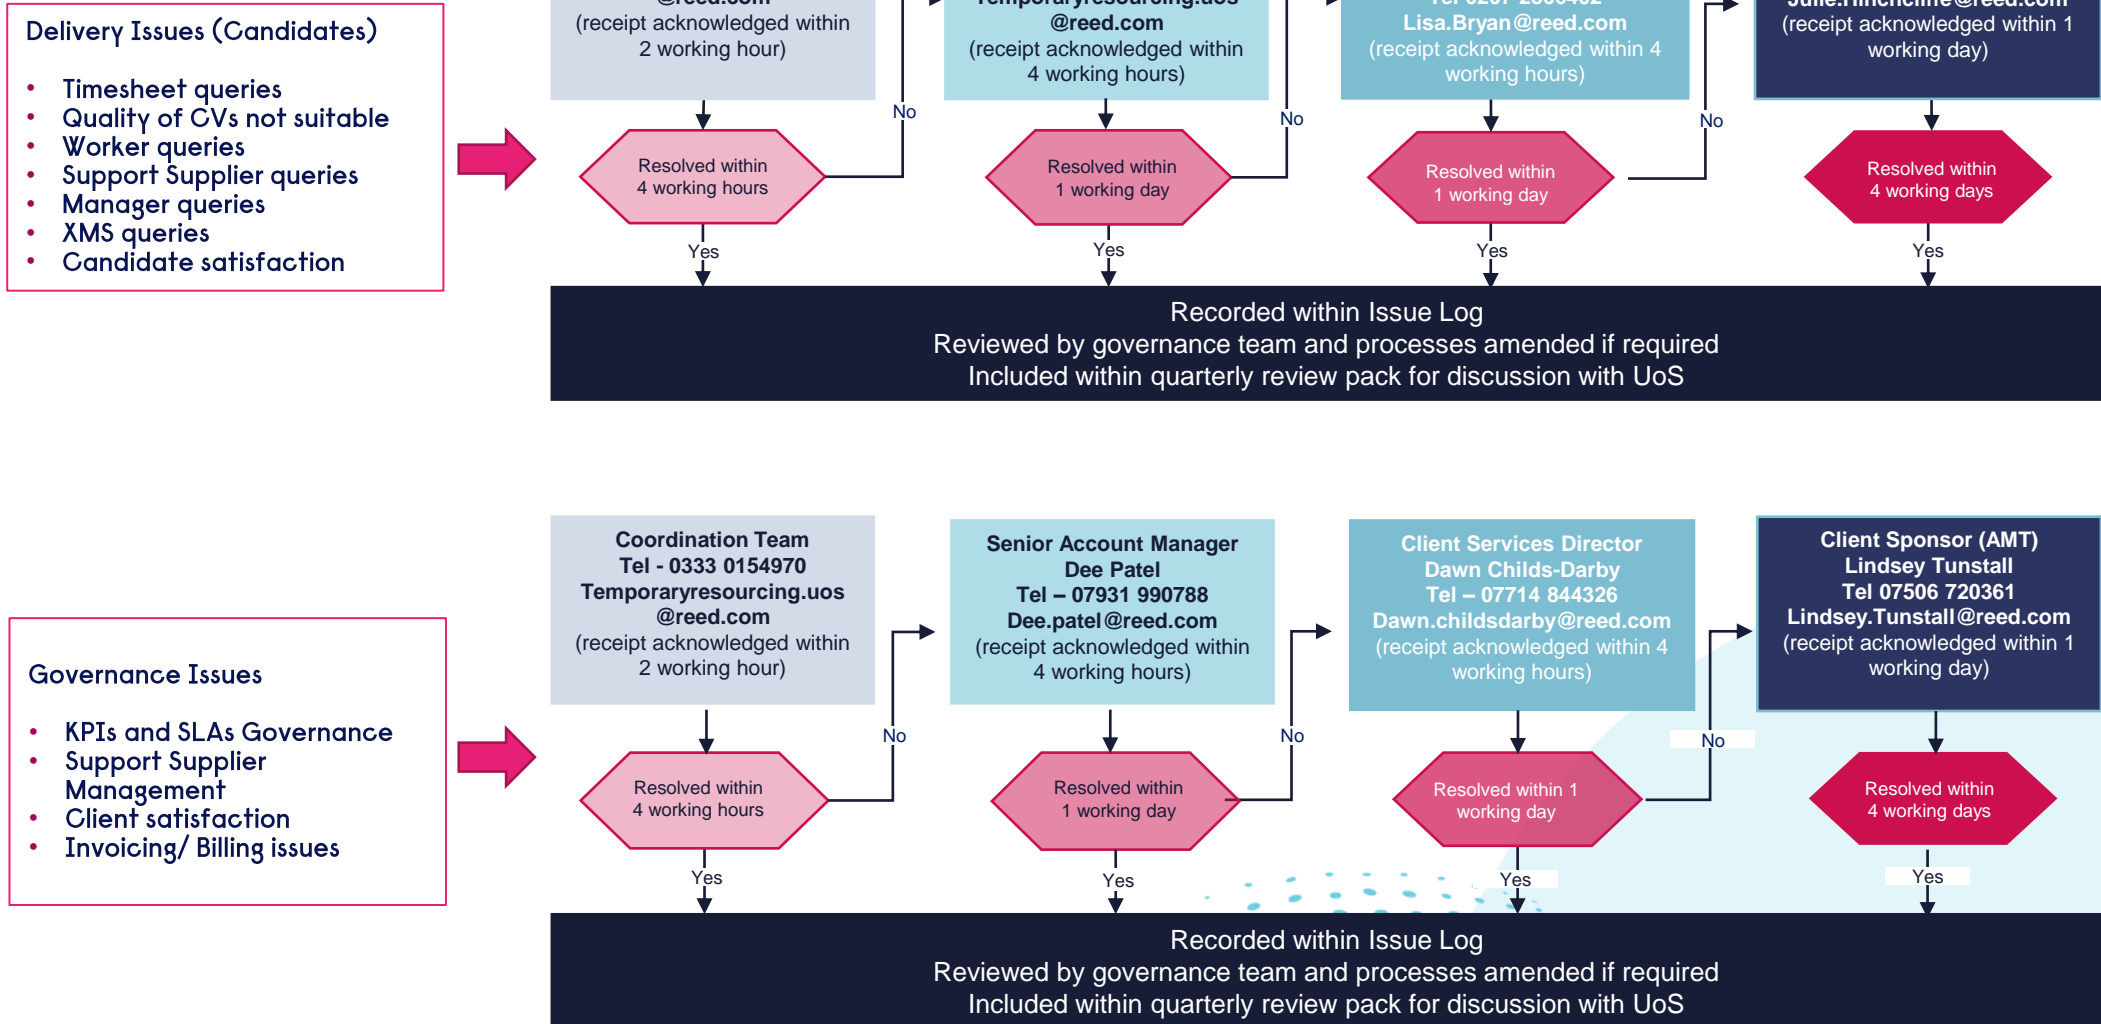 Delivery Issues (Candidates)
• Timesheet queries
• Quality of CVs not suitable
• Worker queries
• Support Supplier queries
• Manager queries
• XMS queries
• Candidate satisfaction
@reed.com
(receipt acknowledged within
2 working hour)
No
Resolved within
4 working hours
Yes
Temporaryresourcing.uos
@reed.com
(receipt acknowledged within
4 working hours)
No
Resolved within
1 working day
Yes
Lisa.Bryan@reed.com
(receipt acknowledged within 4
working hours)
No
Resolved within
1 working day
Yes
Julie.Hinchcliffe@reed.com
(receipt acknowledged within 1
working day)
Resolved within
4 working days
Yes
Recorded within Issue Log
Reviewed by governance team and processes amended if required
Included within quarterly review pack for discussion with UoS
Governance Issues
• KPIs and SLAs Governance
• Support Supplier
Management
• Client satisfaction
• Invoicing/ Billing issues
Coordination Team
Tel - 0333 0154970
Temporaryresourcing.uos
@reed.com
(receipt acknowledged within
2 working hour)
No
Resolved within
4 working hours
Yes
Senior Account Manager
Dee Patel
Tel – 07931 990788
Dee.patel@reed.com
(receipt acknowledged within
4 working hours)
No
Resolved within
1 working day
Yes
Client Services Director
Dawn Childs-Darby
Tel – 07714 844326
Dawn.childsdarby@reed.com
(receipt acknowledged within 4
working hours)
No
Resolved within 1
working day
Yes
Client Sponsor (AMT)
Lindsey Tunstall
Tel 07506 720361
Lindsey.Tunstall@reed.com
(receipt acknowledged within 1
working day)
Resolved within
4 working days
Yes
Recorded within Issue Log
Reviewed by governance team and processes amended if required
Included within quarterly review pack for discussion with UoS